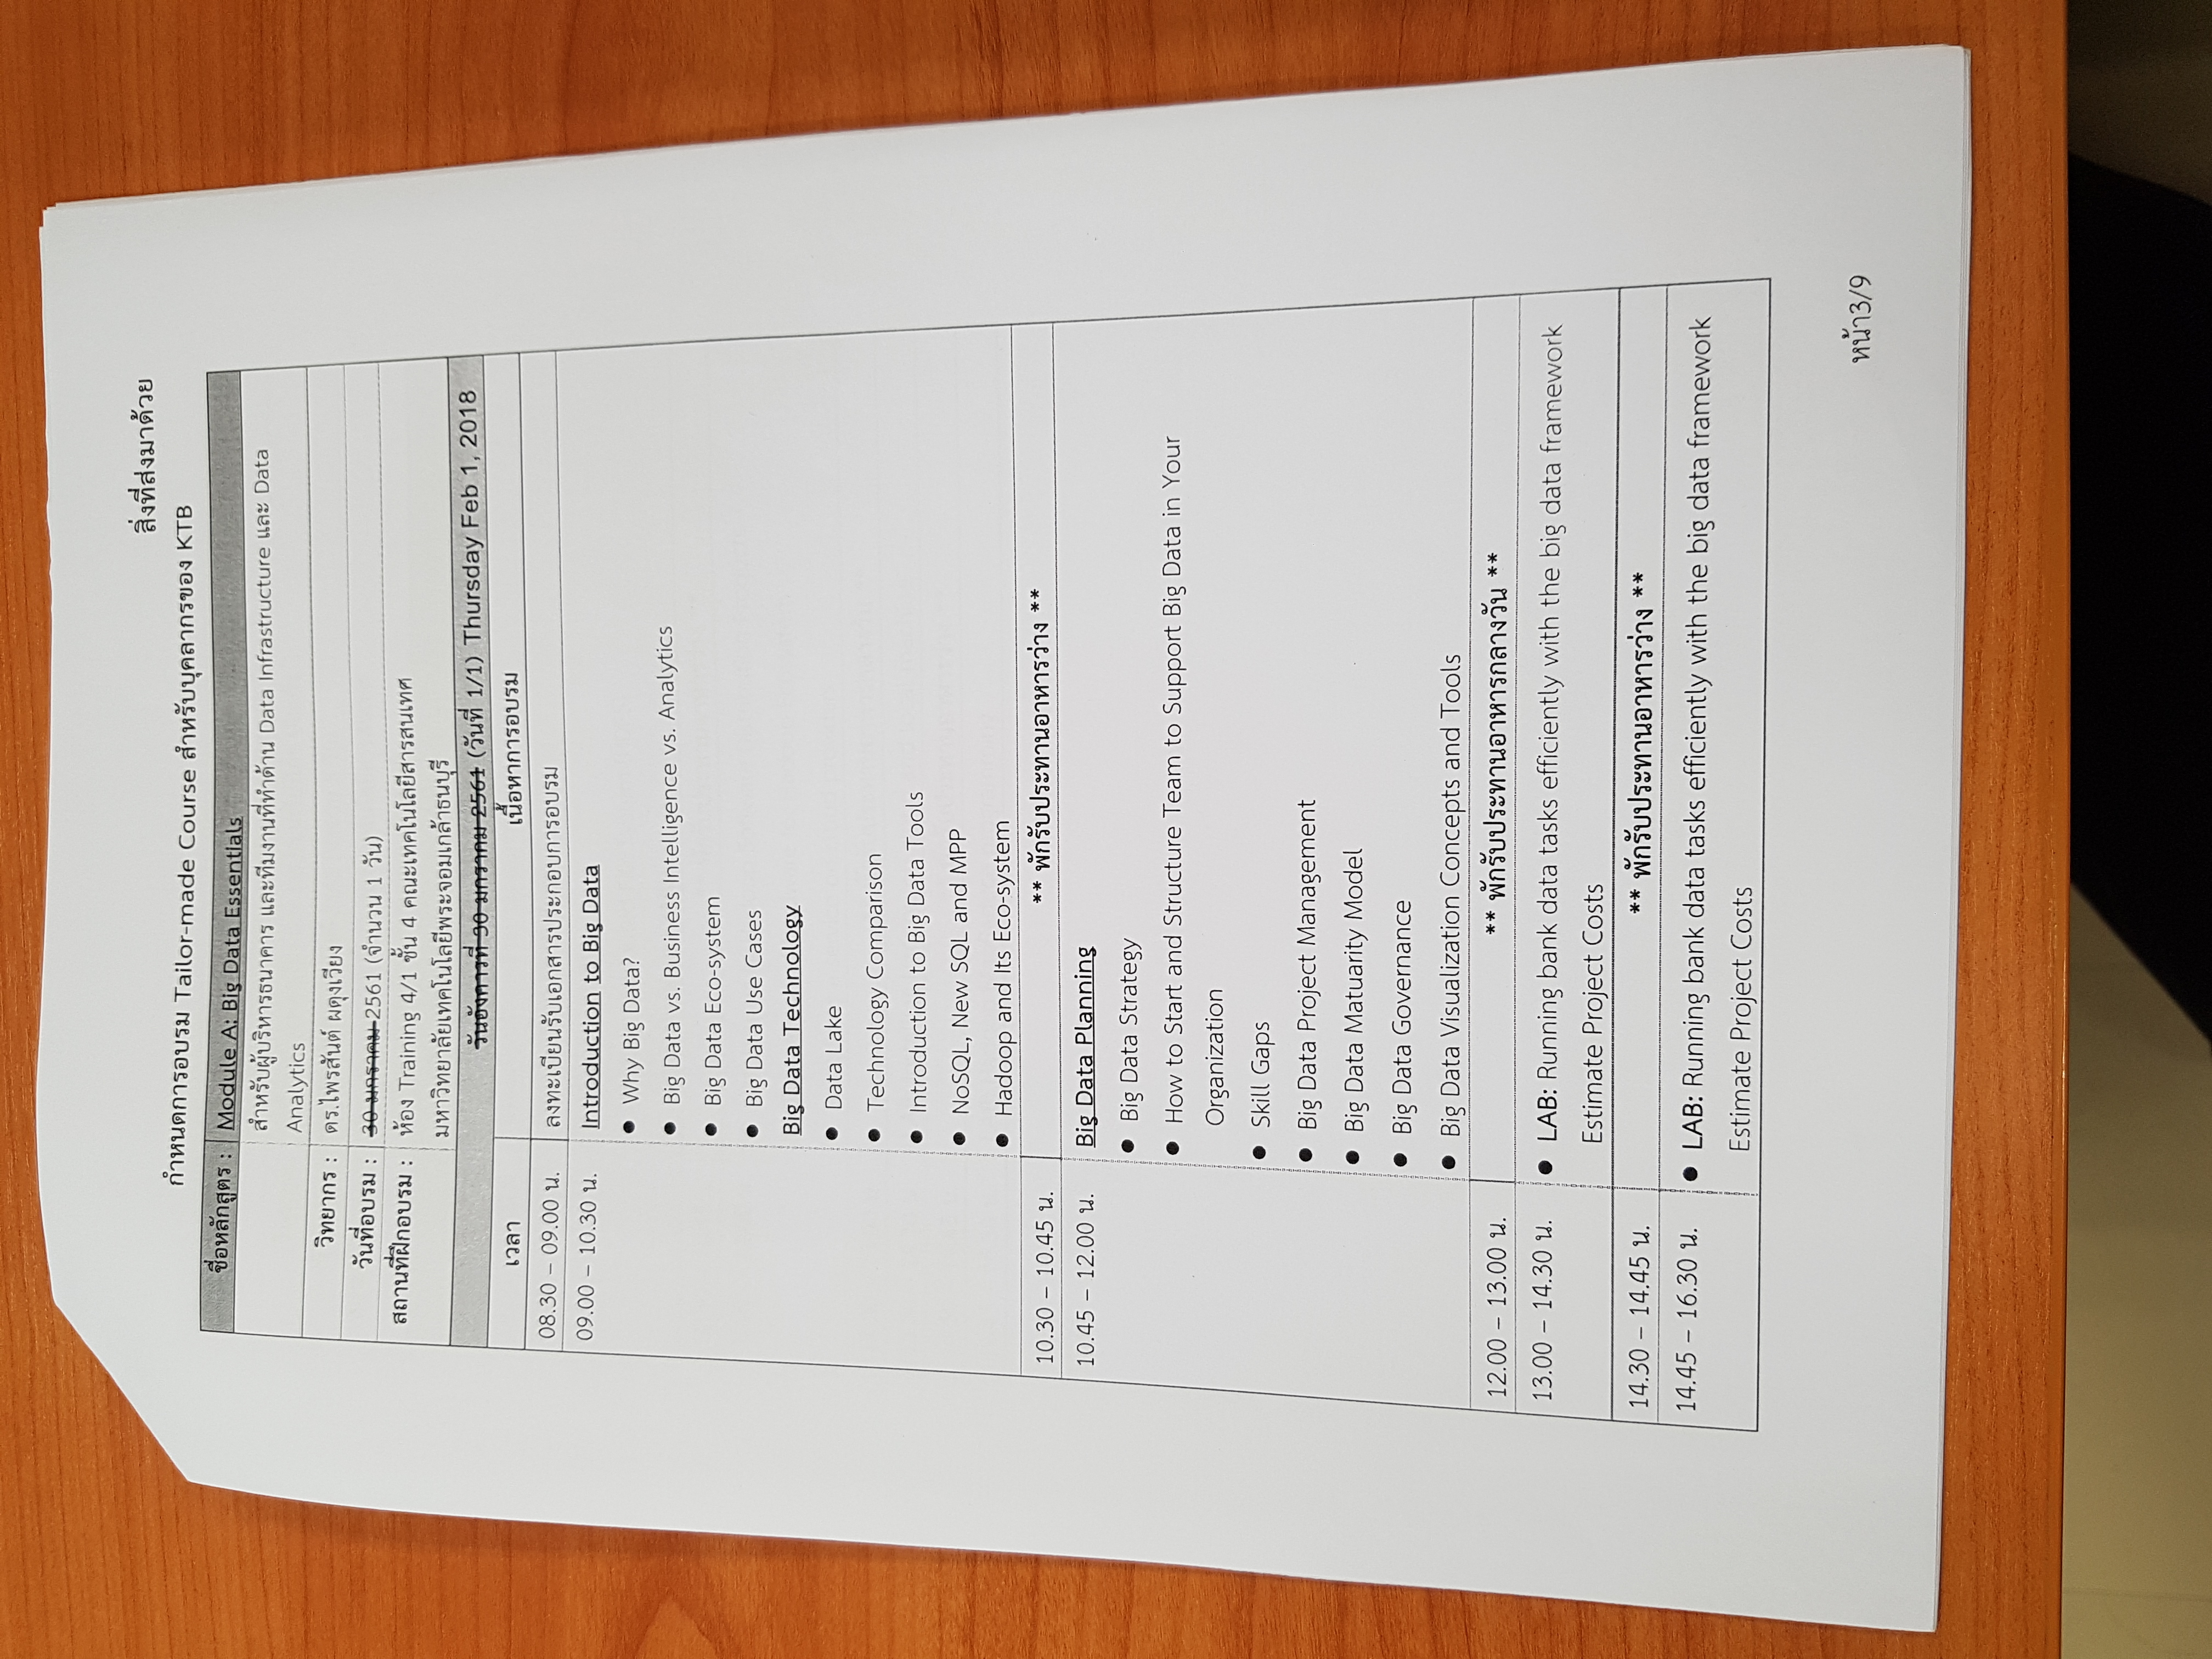 สิ่งที่ส่งมาด้วย
กำหนดการอบรม Tailor-made Course สำหรับบุคลากรของ KTB
ชื่อหลักสูตร : Module A: Big Data Essentials
สำหรับผู้บริหารธนาคาร และทีมงานที่ทำด้าน Data Infrastructure และ Data
Analytics
วิทยากร : ดร.ไพรสันต์ ผดุงเวียง
วันที่อบรม : 30 มกราคม 2561 (จำนวน 1 วัน)
สถานที่ฝึกอบรม : ห้อง Training 4/1 ชั้น 4 คณะเทคโนโลยีสารสนเทศ
มหาวิทยาลัยเทคโนโลยีพระจอมเกล้าธนบุรี
วันอังคารที่ 30 มกราคม 2561 (วันที่ 1/1) Thursday Feb 1, 2018
เวลา เนื้อหาการอบรม
08.30 – 09.00 น. ลงทะเบียนรับเอกสารประกอบการอบรม
09.00 – 10.30 น. Introduction to Big Data
● Why Big Data?
● Big Data vs. Business Intelligence vs. Analytics
● Big Data Eco-system
● Big Data Use Cases
Big Data Technology
● Data Lake
● Technology Comparison
● Introduction to Big Data Tools
● NoSQL, New SQL and MPP
● Hadoop and Its Eco-system
10.30 – 10.45 น. ** พักรับประทานอาหารว่าง **
10.45 – 12.00 น. Big Data Planning
● Big Data Strategy
● How to Start and Structure Team to Support Big Data in Your
Organization
● Skill Gaps
● Big Data Project Management
● Big Data Matuarity Model
● Big Data Governance
● Big Data Visualization Concepts and Tools
12.00 – 13.00 น. ** พักรับประทานอาหารกลางวัน **
13.00 – 14.30 น. ● LAB: Running bank data tasks efficiently with the big data framework
Estimate Project Costs
14.30 – 14.45 น. ** พักรับประทานอาหารว่าง **
14.45 – 16.30 น. ● LAB: Running bank data tasks efficiently with the big data framework
Estimate Project Costs
หน้า3/9